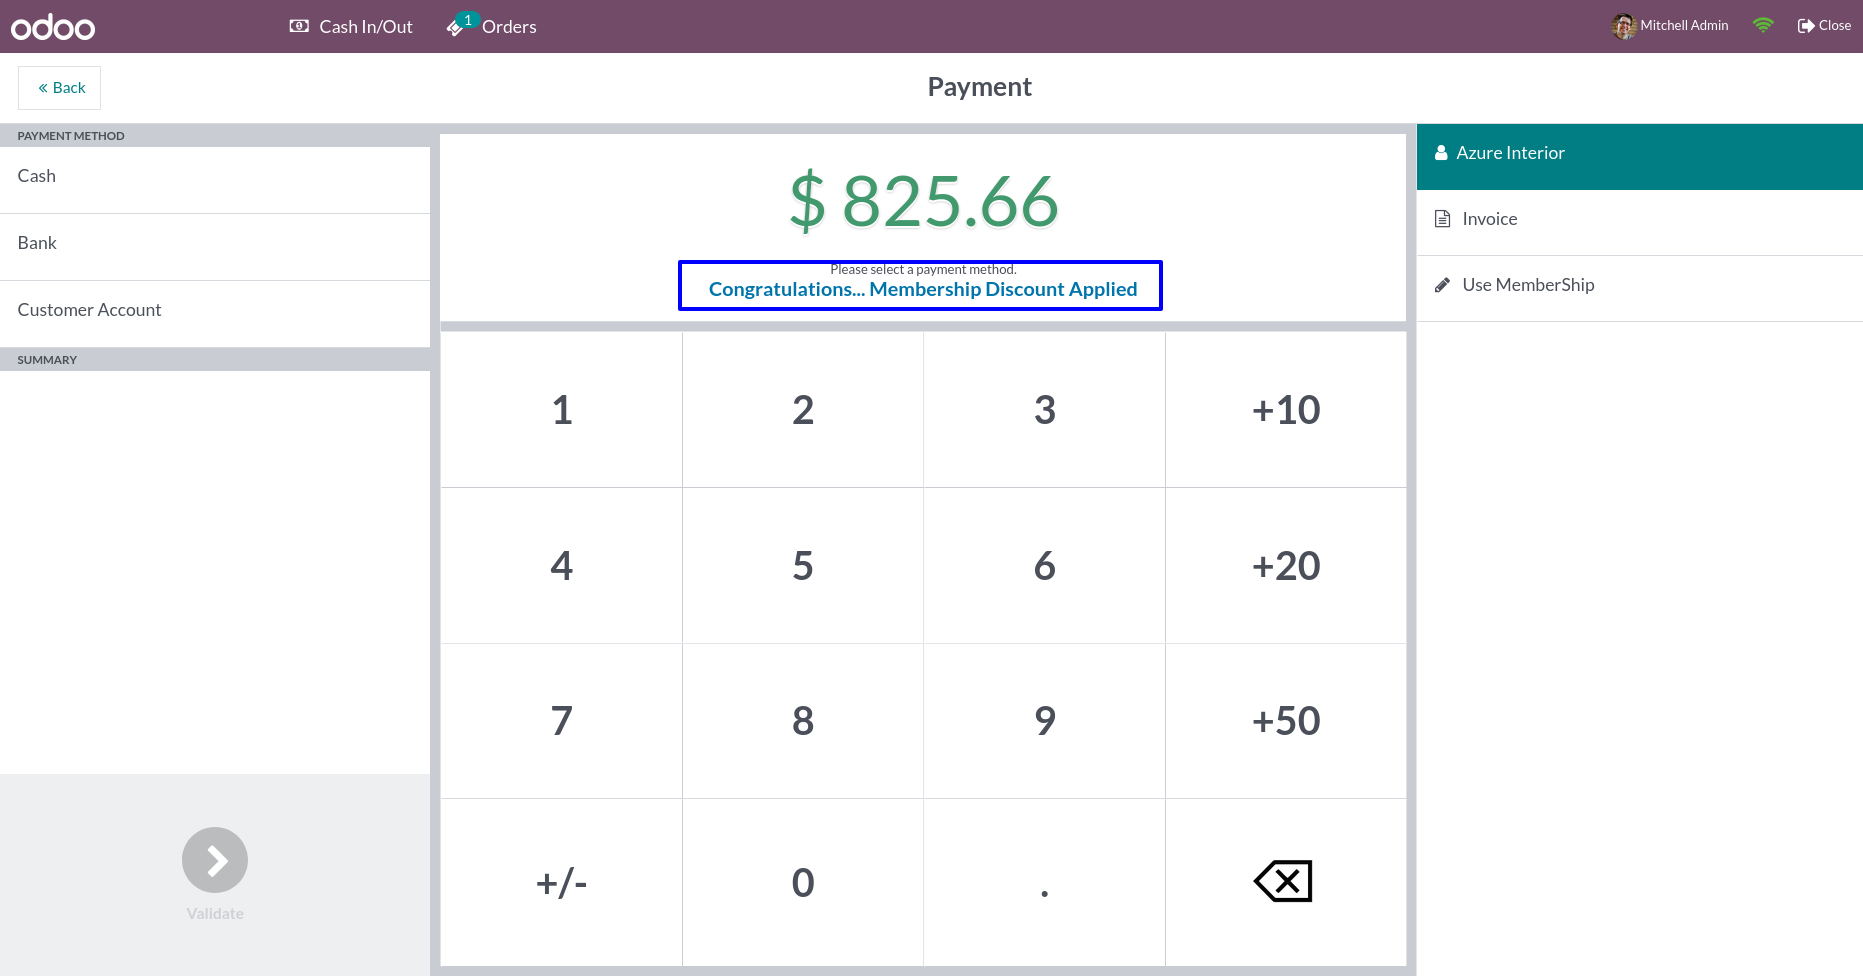 odoo
Cash In/Out
1
Orders
Mitchell Admin
Close
« Back
Payment
PAYMENT METHOD
Cash
Bank
Customer Account
SUMMARY
Validate
$ 825.66
Please select a payment method.
Congratulations... Membership Discount Applied
1 2 3 +10
4 5 6 +20
7 8 9 +50
+/- 0 .
Azure Interior
Invoice
Use MemberShip